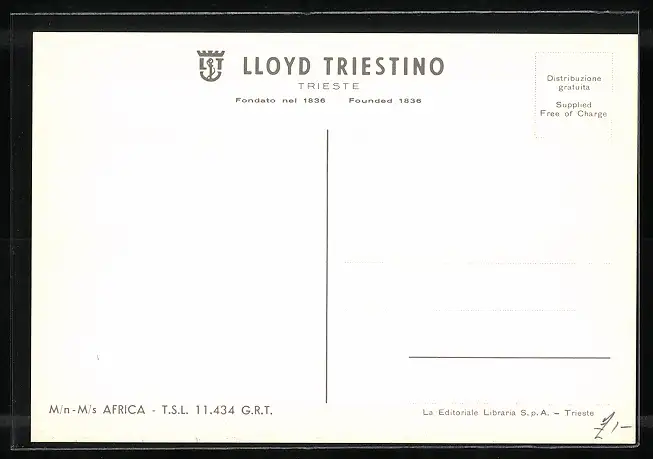 LT
LLOYD TRIESTINO
TRIESTE
Fondato nel 1836 Founded 1836
Distribuzione
gratuita
Supplied
Free of Charge
M/n-M/s AFRICA - T.S.L. 11.434 G.R.T.
La Editoriale Libraria S.p.A. - Trieste